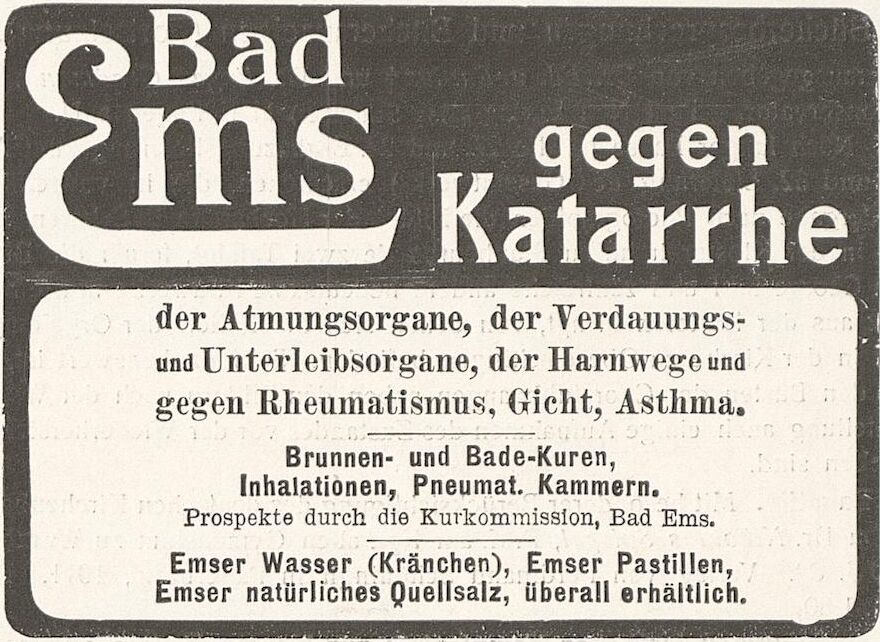 Bad
Ems
gegen
Katarrhe
der Atmungsorgane, der Verdauungs-
und Unterleibsorgane, der Harnwege und
gegen Rheumatismus, Gicht, Asthma.
Brunnen- und Bade-Kuren,
Inhalationen, Pneumat. Kammern.
Prospekte durch die Kurkommission, Bad Ems.
Emser Wasser (Kränchen), Emser Pastillen,
Emser natürliches Quellsalz, überall erhältlich.